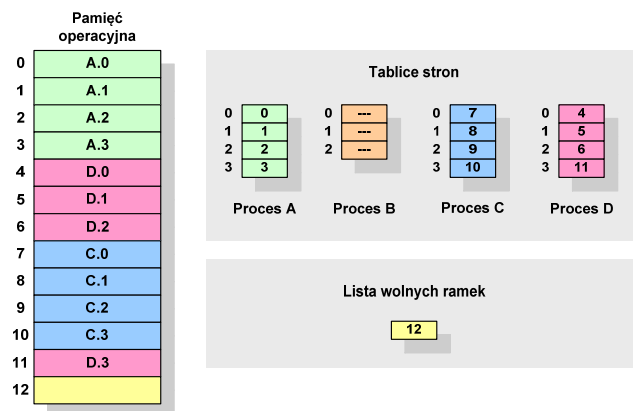 Pamięć
operacyjna
0 A.0
1 A.1
2 A.2
3 A.3
4 D.0
5 D.1
6 D.2
7 C.0
8 C.1
9 C.2
10 C.3
11 D.3
12
Tablice stron
0 0
1 1
2 2
3 3
Proces A
0 ---
1 ---
2 ---
Proces B
0 7
1 8
2 9
3 10
Proces C
0 4
1 5
2 6
3 11
Proces D
Lista wolnych ramek
12